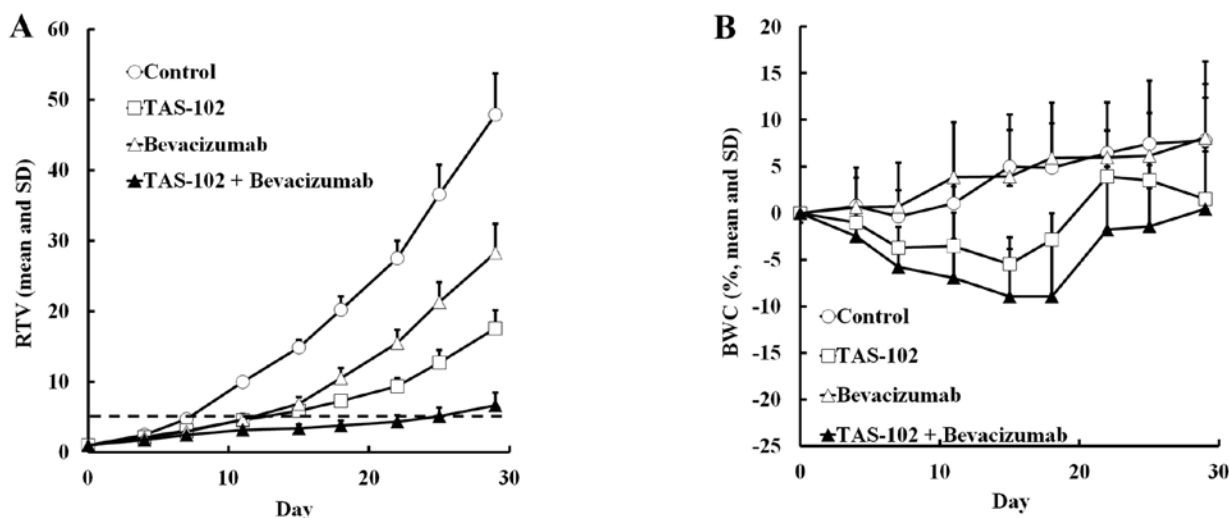 A
RTV (mean and SD)
60
50
40
30
20
10
0
Control
TAS-102
Bevacizumab
TAS-102 + Bevacizumab
0 10 20 30
Day
B
BWC (%, mean and SD)
20
15
10
5
0
-5
-10
-15
-20
-25
Control
TAS-102
Bevacizumab
TAS-102 + Bevacizumab
0 10 20 30
Day